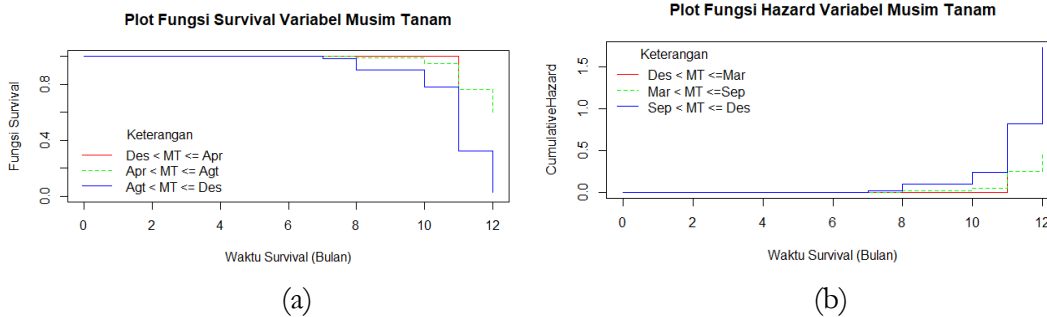 Plot Fungsi Survival Variabel Musim Tanam
Fungsi Survival
0.8
0.4
0.0
Keterangan
Des < MT <= Apr
Apr < MT <= Agt
Agt < MT <= Des
0 2 4 6 8 10 12
Waktu Survival (Bulan)
(a)
Plot Fungsi Hazard Variabel Musim Tanam
CumulativeHazard
1.5
1.0
0.5
0.0
Keterangan
Des < MT <=Mar
Mar < MT <=Sep
Sep < MT <= Des
0 2 4 6 8 10 12
Waktu Survival (Bulan)
(b)